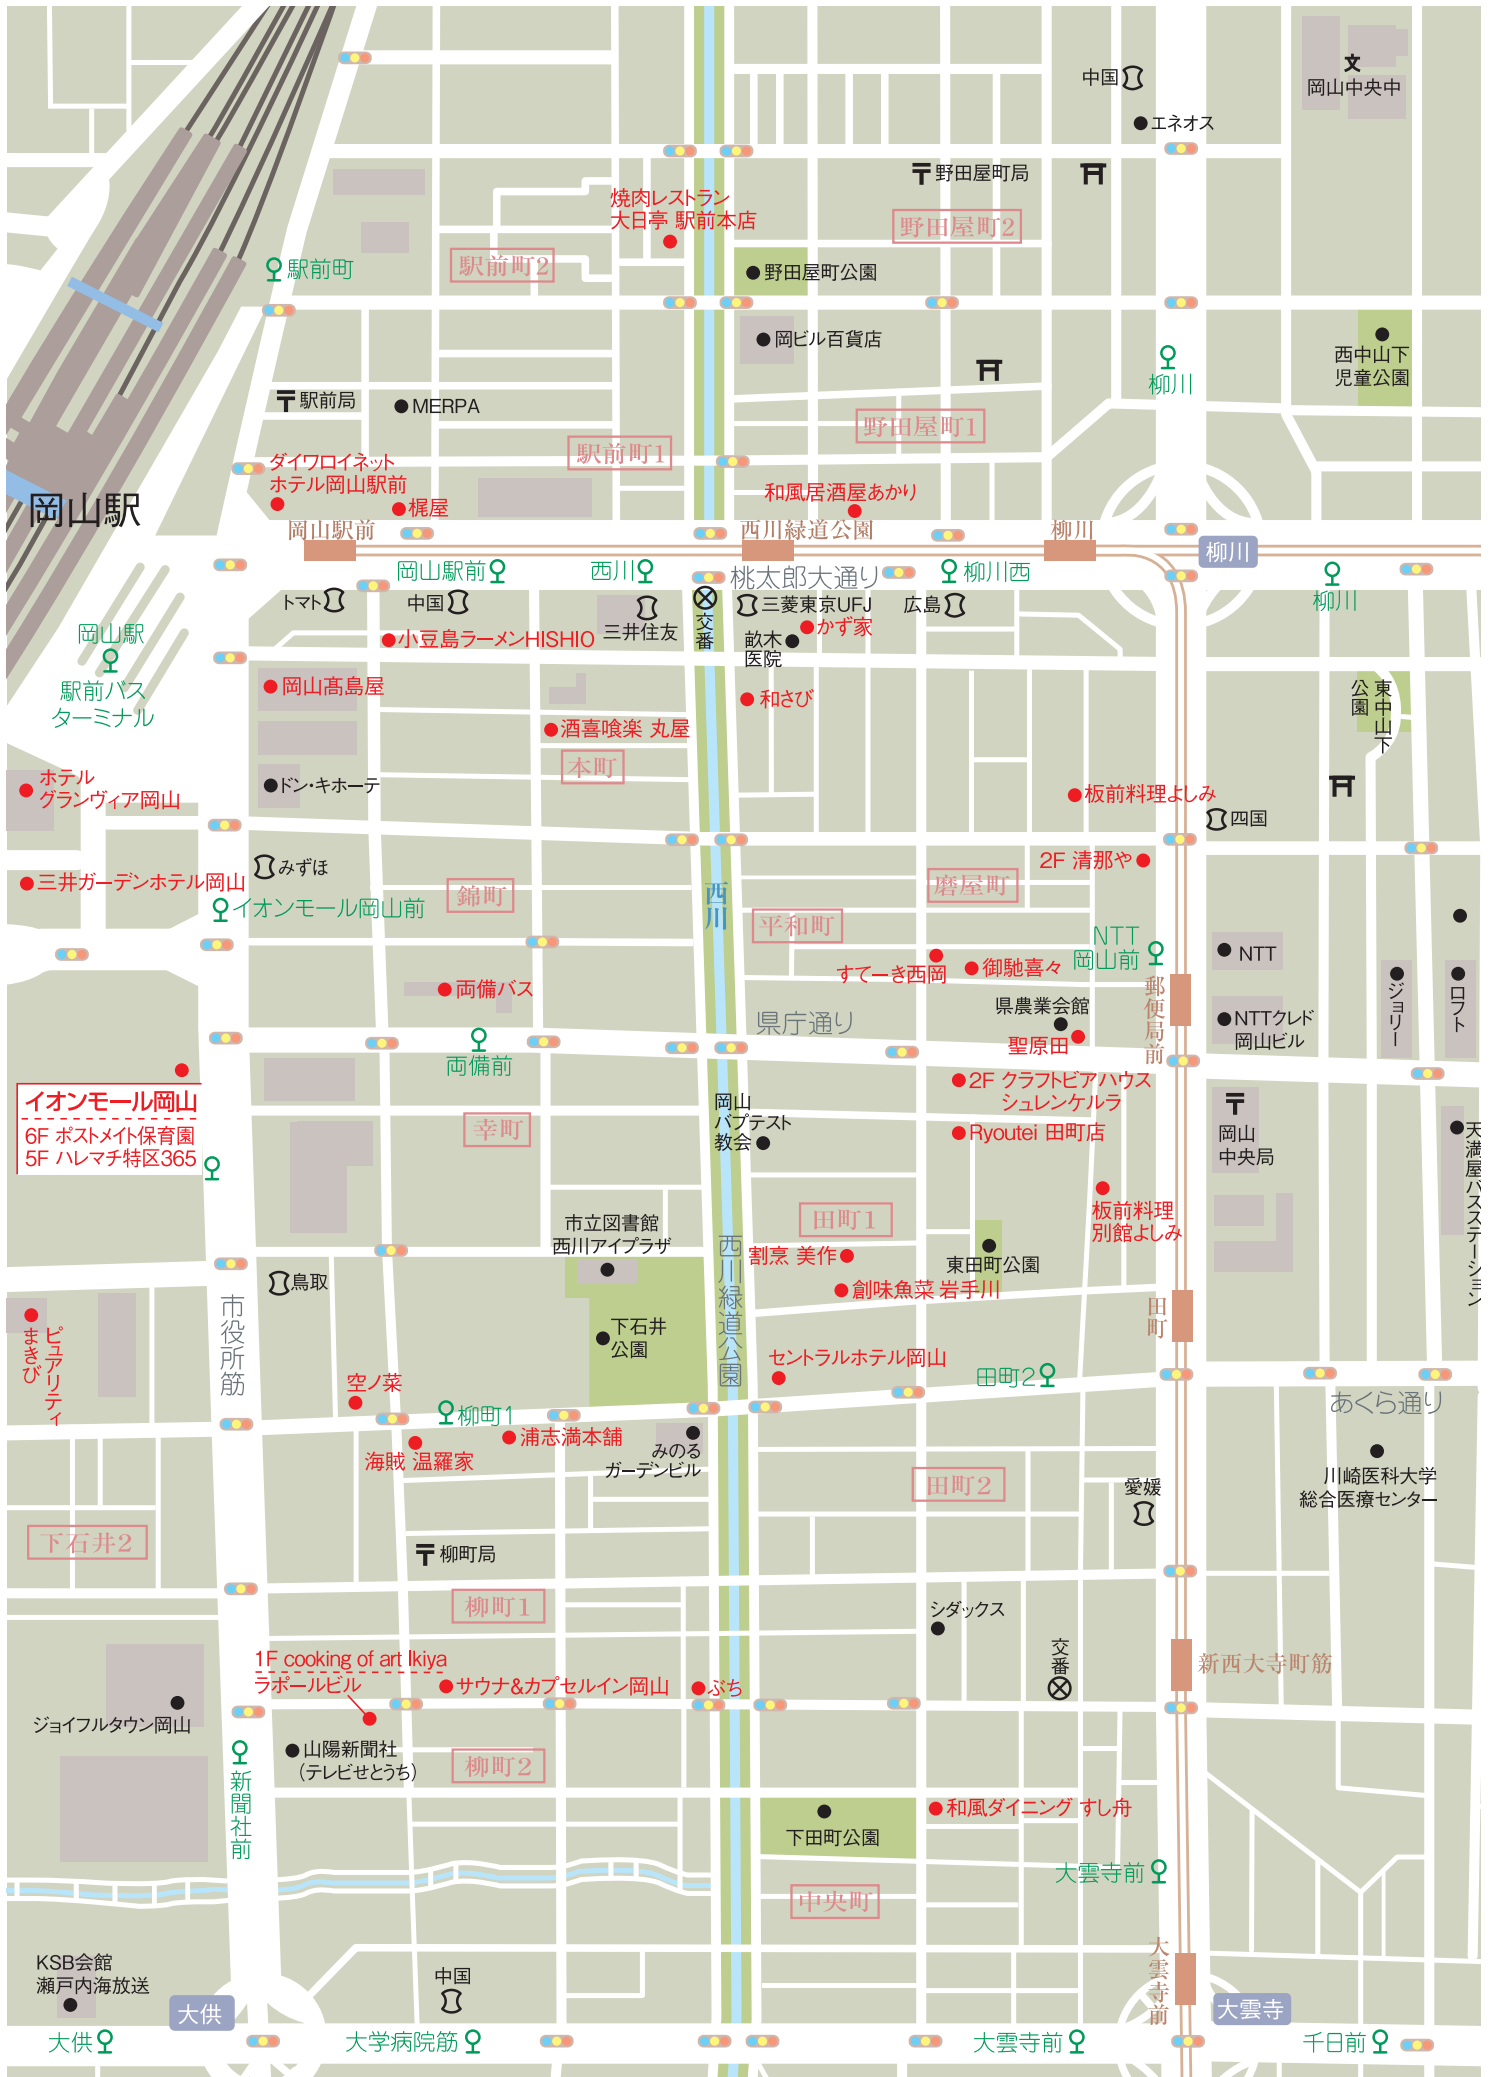 中国
岡山中央中
エネオス
野田屋町局
焼肉レストラン
大日亭 駅前本店
野田屋町2
駅前町2
駅前町
野田屋町公園
岡ビル百貨店
西中山下
児童公園
柳川
駅前局
MERPA
野田屋町1
駅前町1
ダイワロイネット
ホテル岡山駅前
梶屋
和風居酒屋あかり
岡山駅
岡山駅前
西川緑道公園
柳川
柳川
岡山駅前
西川
桃太郎大通り
柳川西
柳川
トマト
中国
三井住友
交番
三菱東京UFJ
広島
かず家
畝木
医院
小豆島ラーメンHISHIO
岡山駅
駅前バス
ターミナル
岡山髙島屋
和さび
東中山下
公園
酒喜喰楽 丸屋
本町
ホテル
グランヴィア岡山
ドン・キホーテ
板前料理よしみ
四国
みずほ
2F 清那や
三井ガーデンホテル岡山
錦町
西川
磨屋町
イオンモール岡山前
平和町
NTT
岡山前
NTT
すてーき西岡
御馳喜々
両備バス
郵便局前
ジョリー
ロフト
県農業会館
県庁通り
聖原田
NTTクレド
岡山ビル
両備前
イオンモール岡山
6F ポストメイト保育園
5F ハレマチ特区365
2F クラフトビアハウス
シュレンケルラ
岡山
バプテスト
教会
幸町
Ryoutei 田町店
岡山
中央局
天満屋バスステーション
板前料理
別館よしみ
田町1
市立図書館
西川アイプラザ
割烹 美作
東田町公園
鳥取
西川緑道公園
創味魚菜 岩手川
市役所筋
田町
ピュアリティ
まきび
下石井
公園
セントラルホテル岡山
田町2
空ノ菜
柳町1
あくら通り
浦志満本舗
海賊 温羅家
みのる
ガーデンビル
川崎医科大学
総合医療センター
田町2
愛媛
下石井2
柳町局
柳町1
シダックス
交番
1F cooking of art Ikiya
ラポールビル
サウナ&カプセルイン岡山
ぶち
新西大寺町筋
ジョイフルタウン岡山
山陽新聞社
(テレビせとうち)
柳町2
新聞社前
和風ダイニング すし舟
下田町公園
大雲寺前
中央町
大雲寺前
KSB会館
瀬戸内海放送
中国
大供
大雲寺
大供
大学病院筋
大雲寺前
千日前